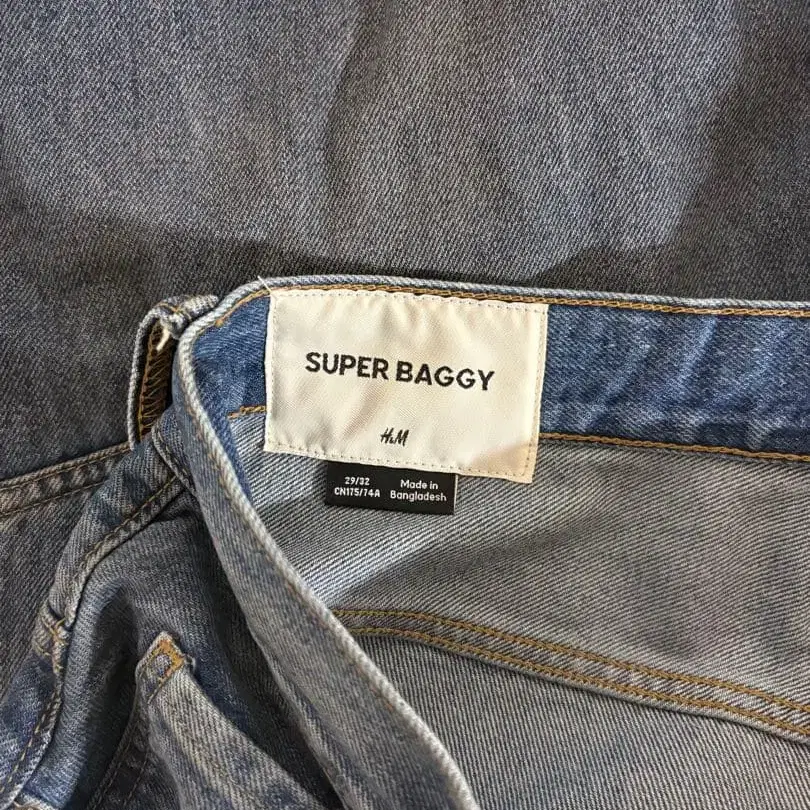 SUPER BAGGY
H&M
29/32
CN175/74A
Made in
Bangladesh